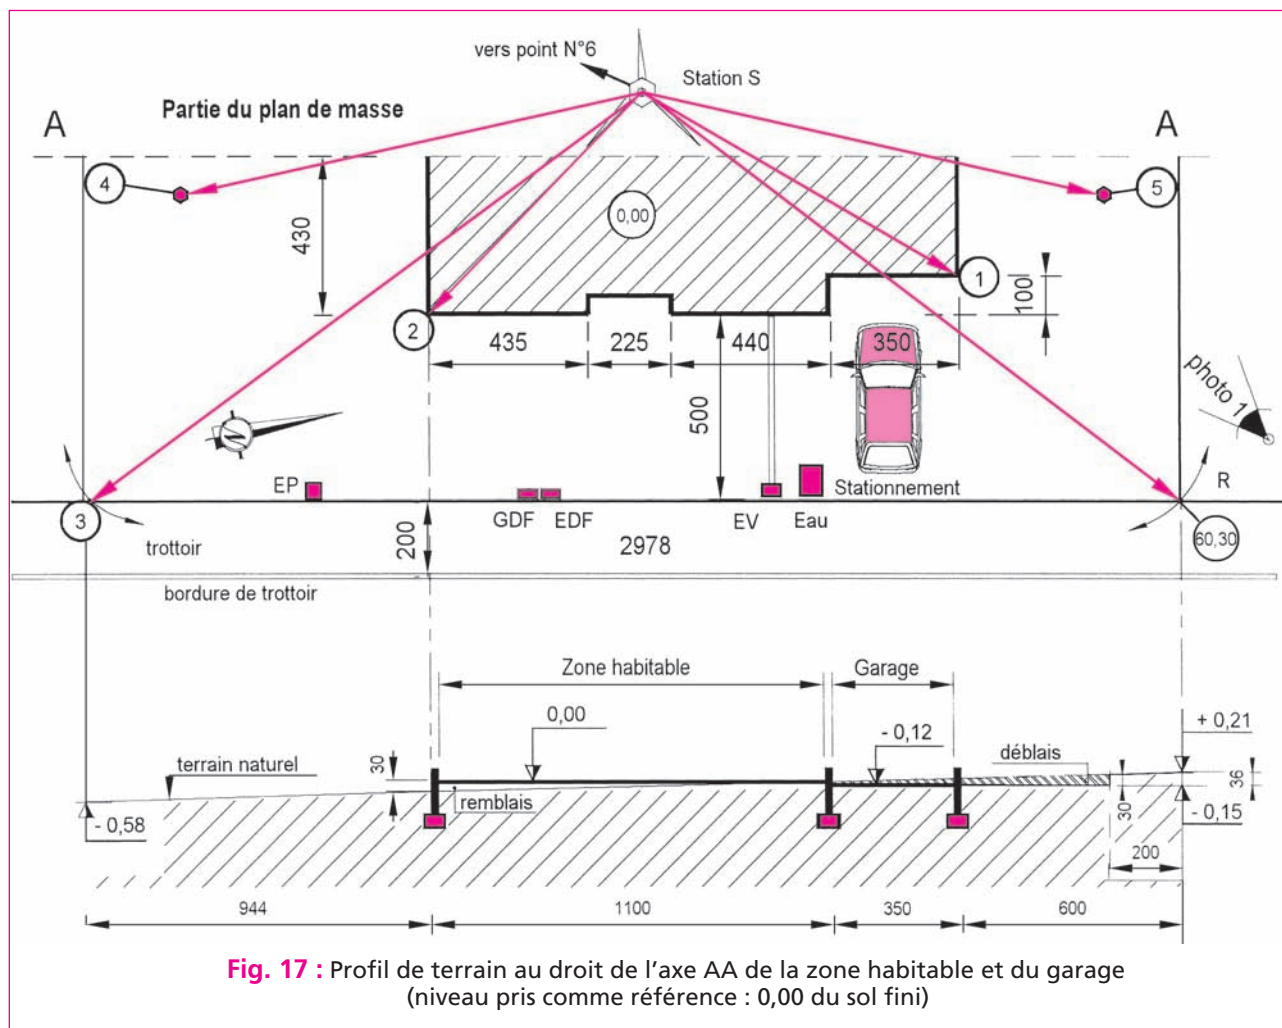 vers point N°6
Station S
Partie du plan de masse
A
A
4
5
430
0,00
1
100
2
435
225
440
350
500
photo 1
N
EP
Stationnement
R
3
GDF
EDF
EV
Eau
60,30
trottoir
200
2978
bordure de trottoir
Zone habitable
Garage
0,00
- 0,12
+ 0,21
déblais
terrain naturel
30
36
remblais
30
- 0,58
- 0,15
200
944
1100
350
600
Fig. 17 : Profil de terrain au droit de l'axe AA de la zone habitable et du garage
(niveau pris comme référence : 0,00 du sol fini)